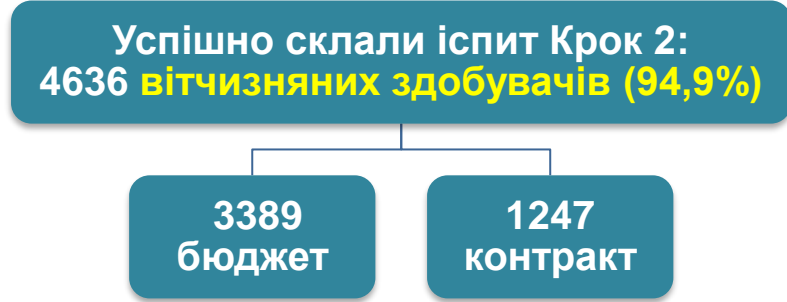 Успішно склали іспит Крок 2:
4636 вітчизняних здобувачів (94,9%)
3389
бюджет
1247
контракт